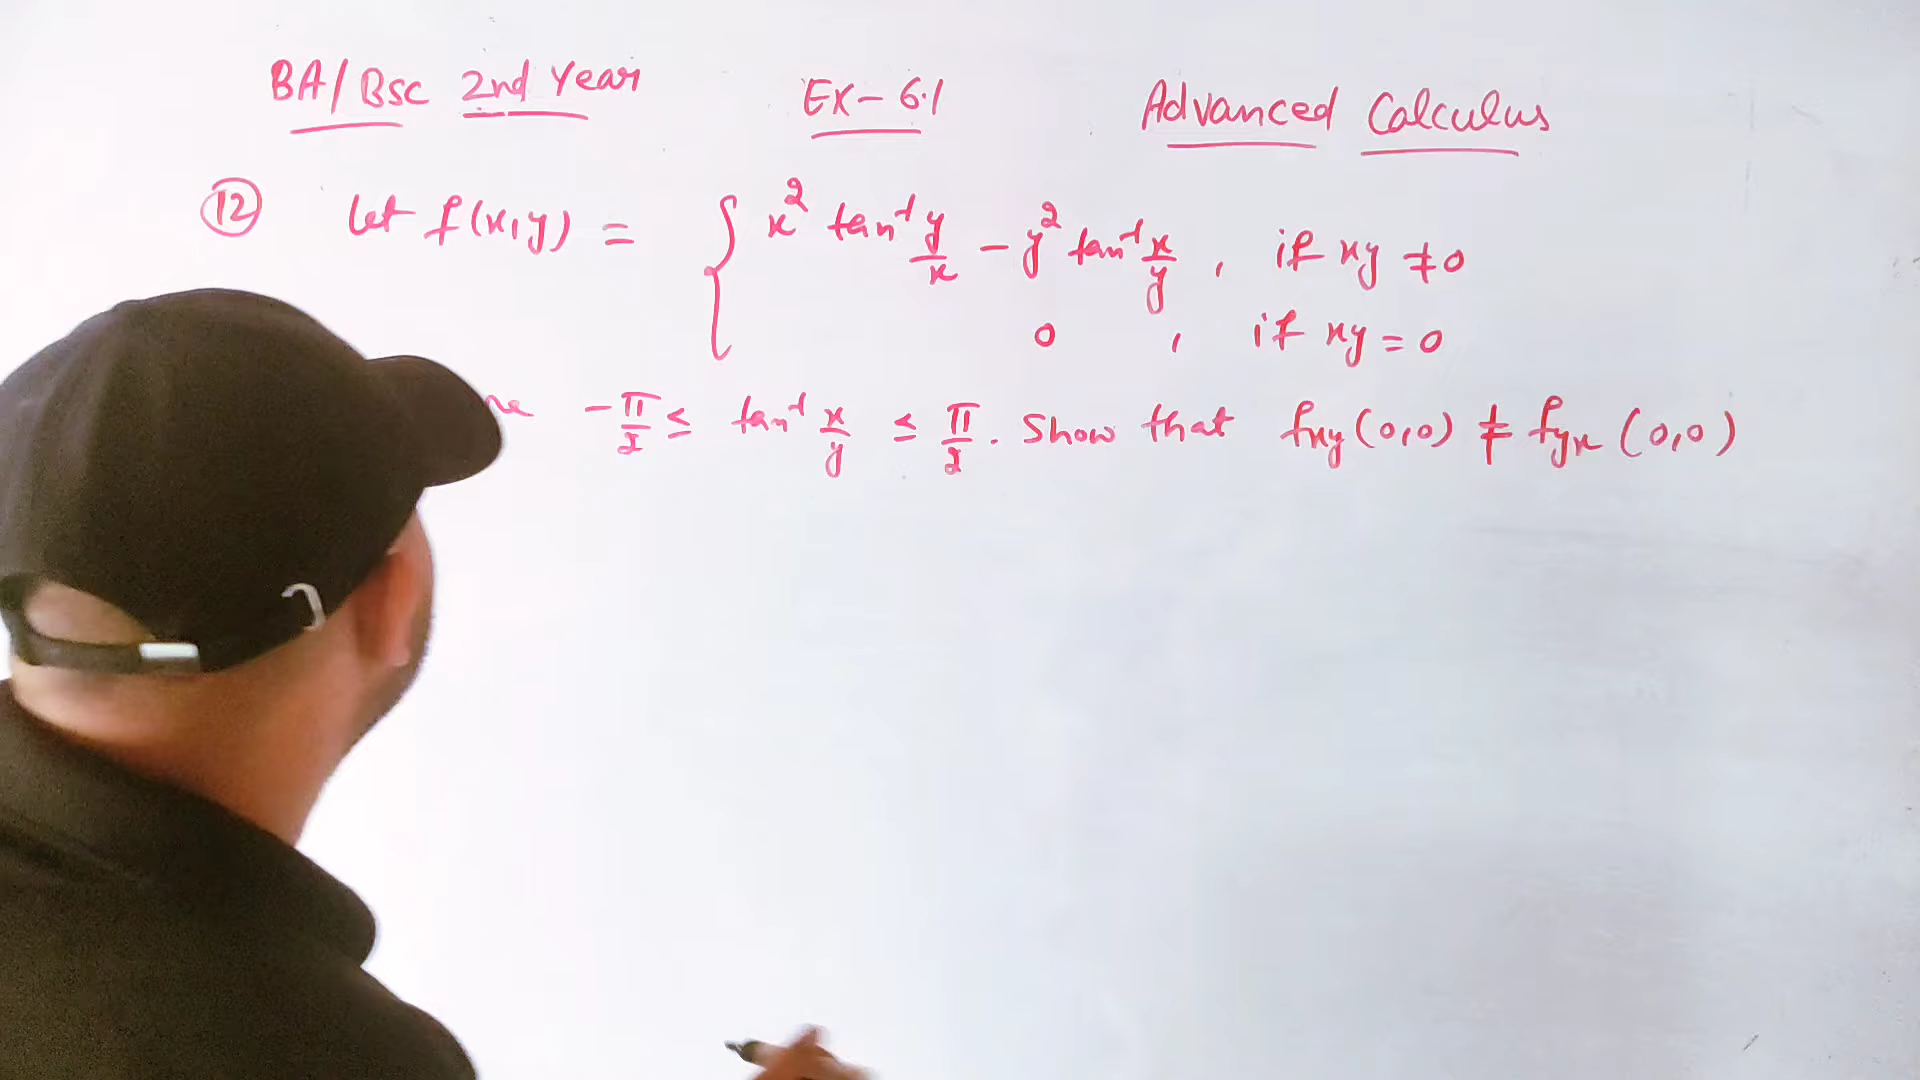 BA/Bsc 2nd Year Ex-6.1 Advanced Calculus
(12) Let f(x,y) = { x² tan⁻¹ y/x - y² tan⁻¹ x/y , if xy ≠ 0
0 , if xy = 0
-π/2 ≤ tan⁻¹ x/y ≤ π/2 . Show that fxy (0,0) ≠ fyx (0,0)